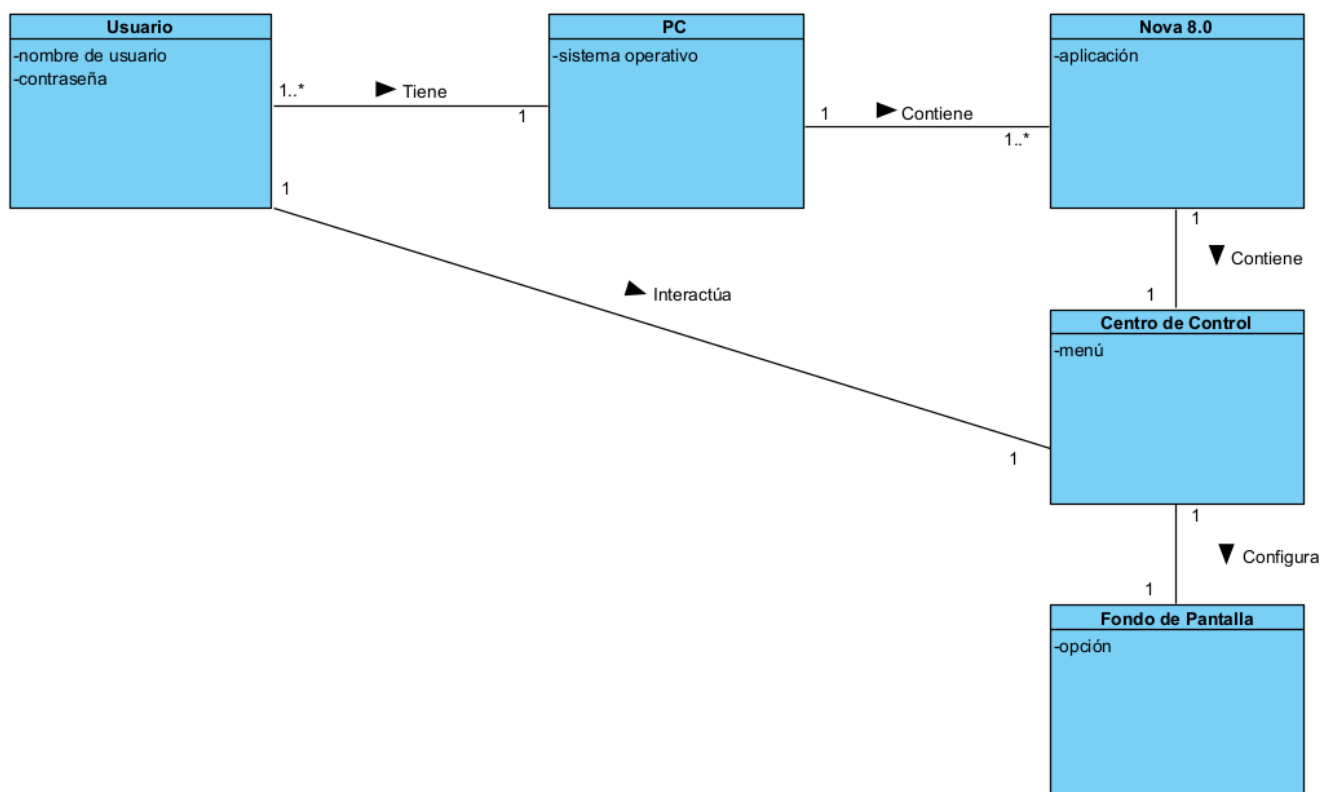 Usuario
-nombre de usuario
-contraseña
PC
-sistema operativo
Nova 8.0
-aplicación
1..*
Tiene
1
1
Contiene
1..*
1
Interactúa
1
1
Contiene
1
Centro de Control
-menú
1
Configura
1
Fondo de Pantalla
-opción